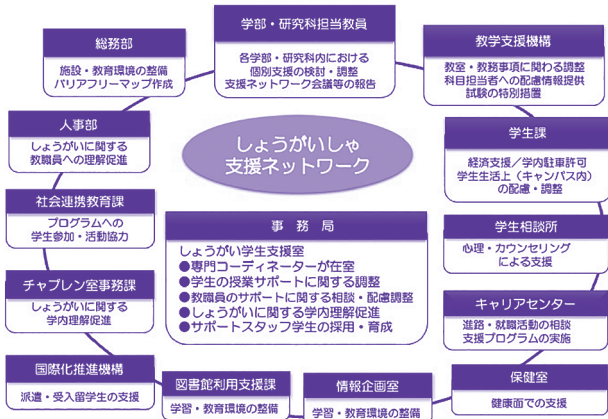 学部・研究科担当教員
各学部・研究科内における
個別支援の検討・調整
支援ネットワーク会議等の報告
総務部
施設・教育環境の整備
バリアフリーマップ作成
教学支援機構
教室・教務事項に関わる調整
科目担当者への配慮情報提供
試験の特別措置
人事部
しょうがいに関する
教職員への理解促進
しょうがいしゃ
支援ネットワーク
学生課
経済支援／学内駐車許可
学生生活上（キャンパス内）
の配慮・調整
社会連携教育課
プログラムへの
学生参加・活動協力
事務局
しょうがい学生支援室
●専門コーディネーターが在室
●学生の授業サポートに関する調整
●教職員のサポートに関する相談・配慮調整
●しょうがいに関する学内理解促進
●サポートスタッフ学生の採用・育成
学生相談所
心理・カウンセリング
による支援
チャプレン室事務課
しょうがいに関する
学内理解促進
キャリアセンター
進路・就職活動の相談
支援プログラムの実施
国際化推進機構
派遣・受入留学生の支援
図書館利用支援課
学習・教育環境の整備
情報企画室
学習・教育環境の整備
保健室
健康面での支援